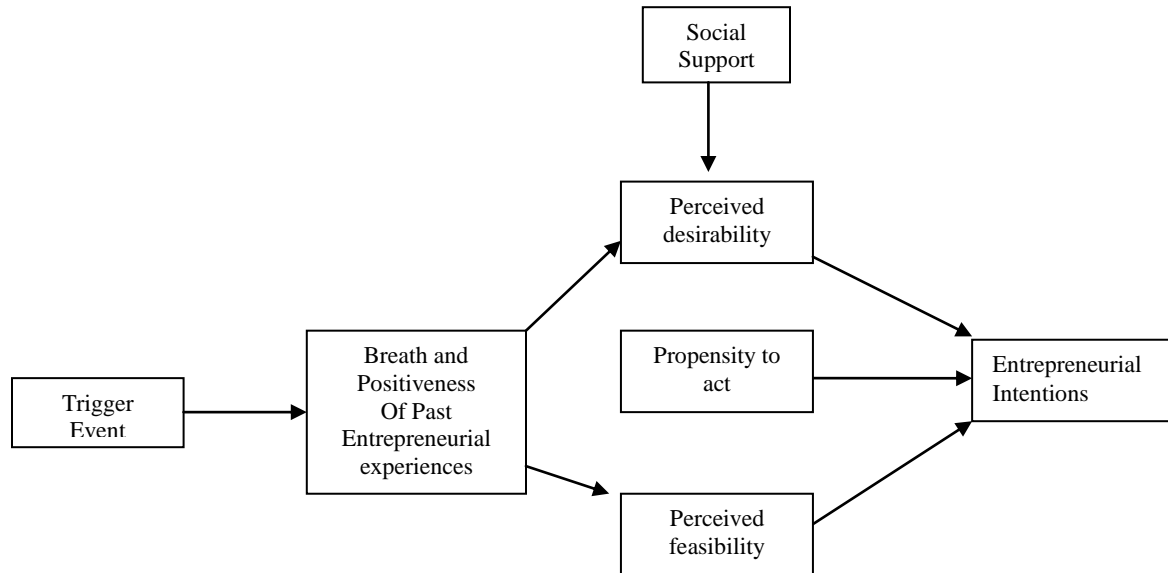 Social
Support
Perceived
desirability
Breath and
Positiveness
Of Past
Entrepreneurial
experiences
Propensity to
act
Entrepreneurial
Intentions
Trigger
Event
Perceived
feasibility